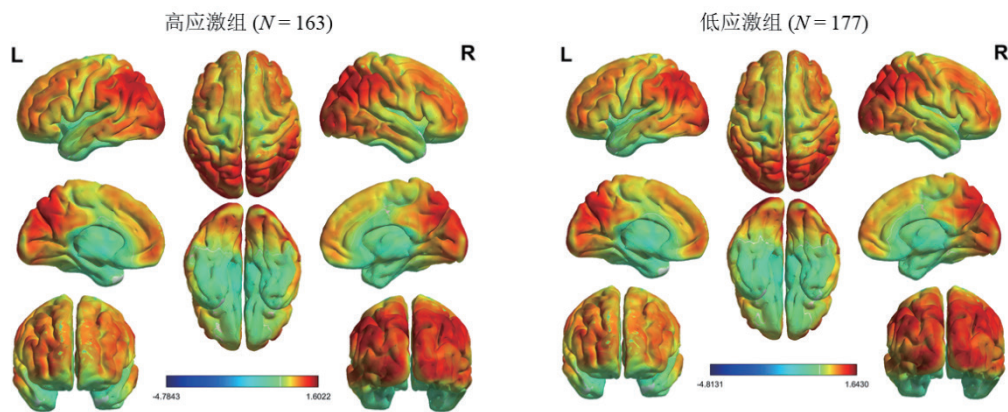 高应激组 (N = 163)
低应激组 (N = 177)
L
R
L
R
-4.7843
1.6022
-4.8131
1.6430